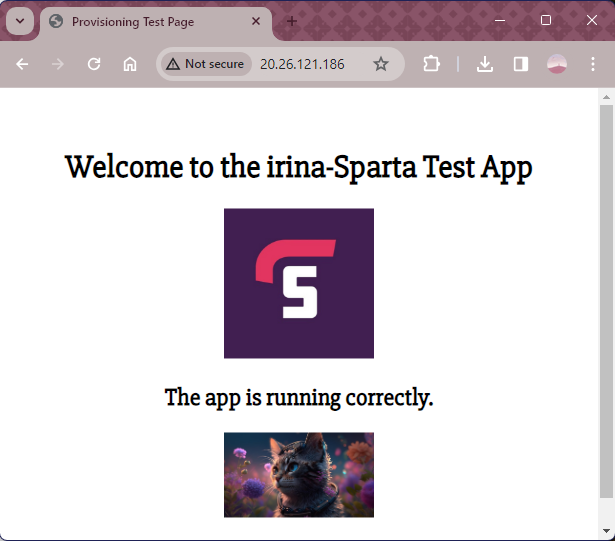 Provisioning Test Page
Not secure
20.26.121.186
Welcome to the irina-Sparta Test App
S
The app is running correctly.